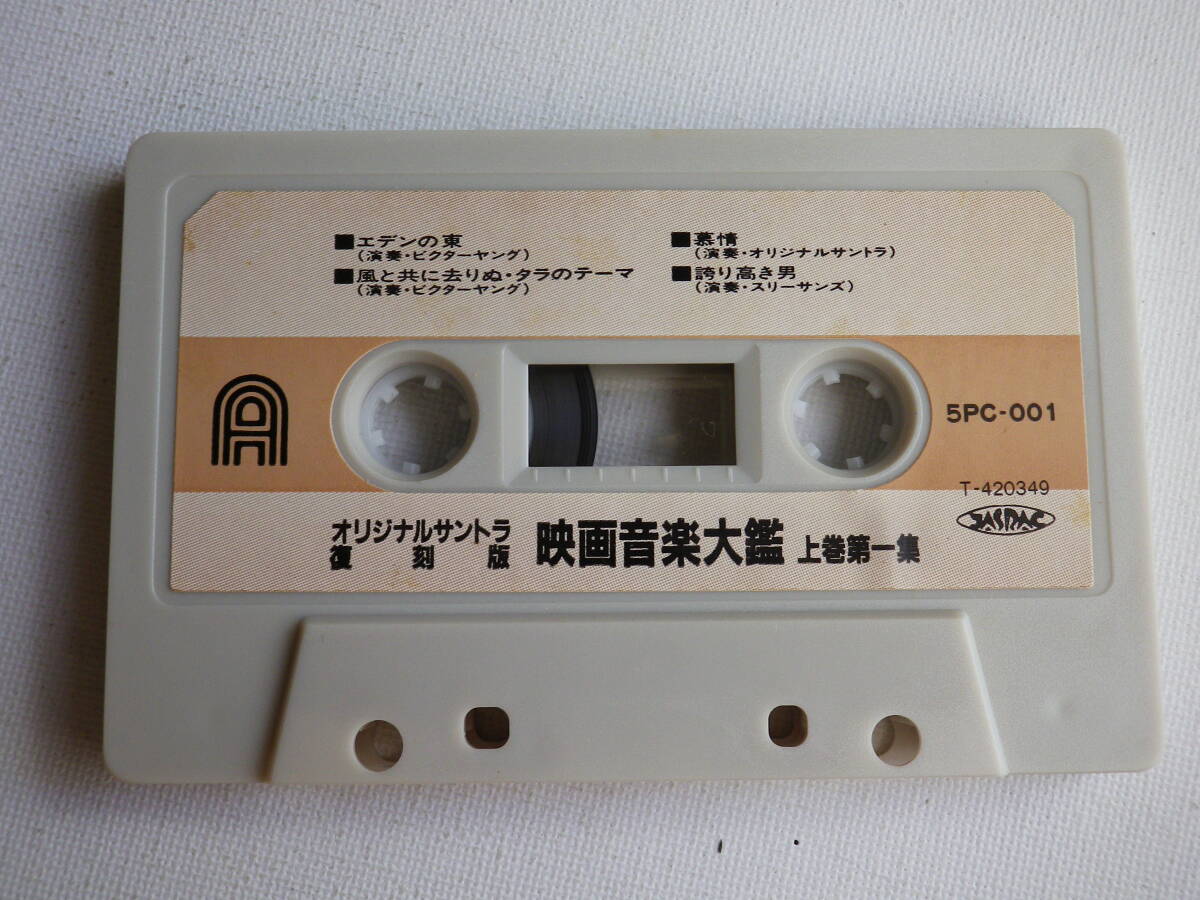 ■エデンの東
（演奏・ビクターヤング）
■風と共に去りぬ・タラのテーマ
（演奏・ビクターヤング）
■慕情
（演奏・オリジナルサントラ）
■誇り高き男
（演奏・スリーサンズ）
A
5PC-001
T-420349
JASRAC
オリジナルサントラ
復刻版 映画音楽大鑑 上巻第一集